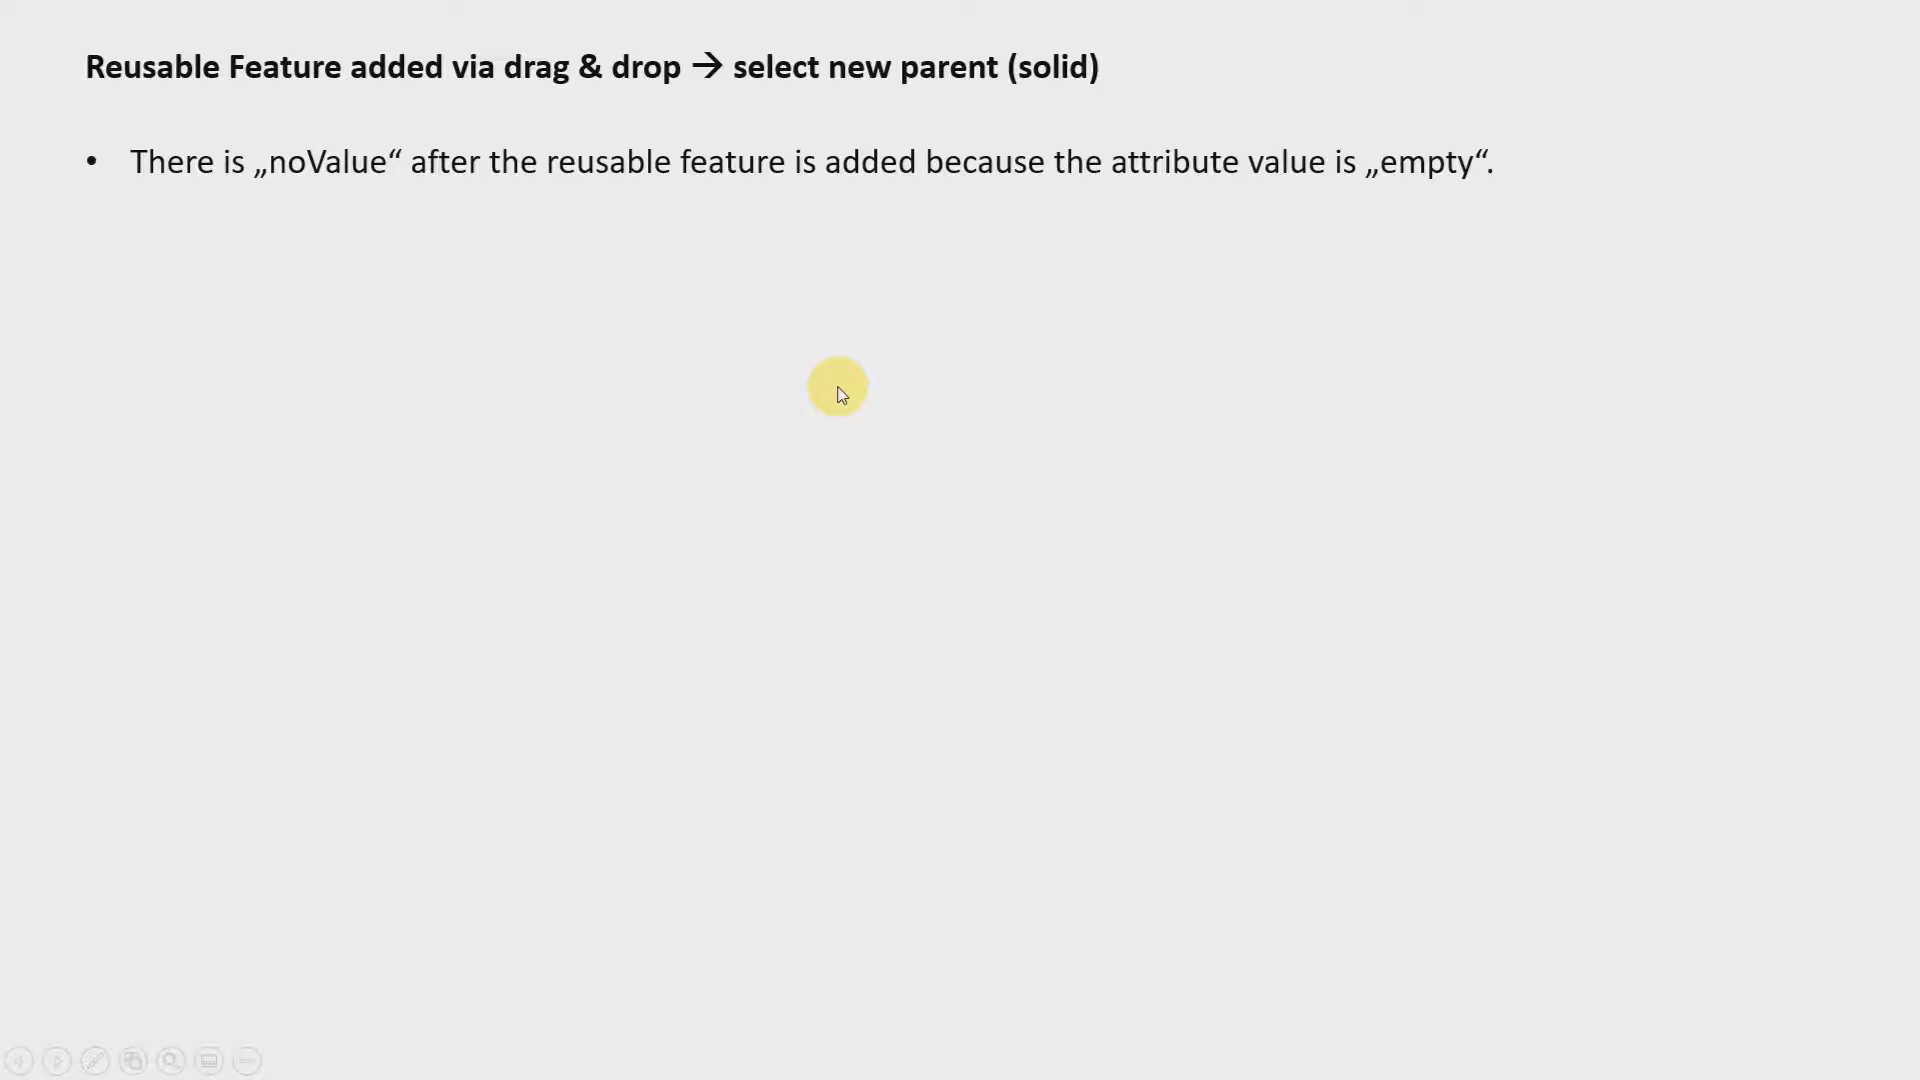 Reusable Feature added via drag & drop → select new parent (solid)
• There is „noValue“ after the reusable feature is added because the attribute value is „empty“.